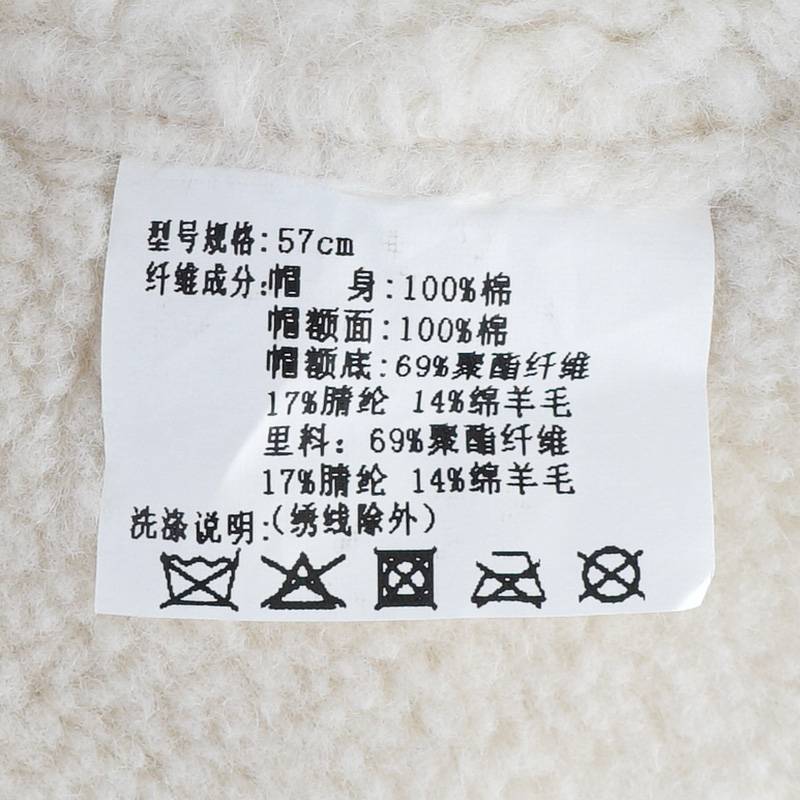 型号规格:57cm
纤维成分:帽 身:100%棉
帽额面:100%棉
帽额底:69%聚酯纤维
17%腈纶 14%绵羊毛
里料: 69%聚酯纤维
17%腈纶 14%绵羊毛
洗涤说明:(绣线除外)